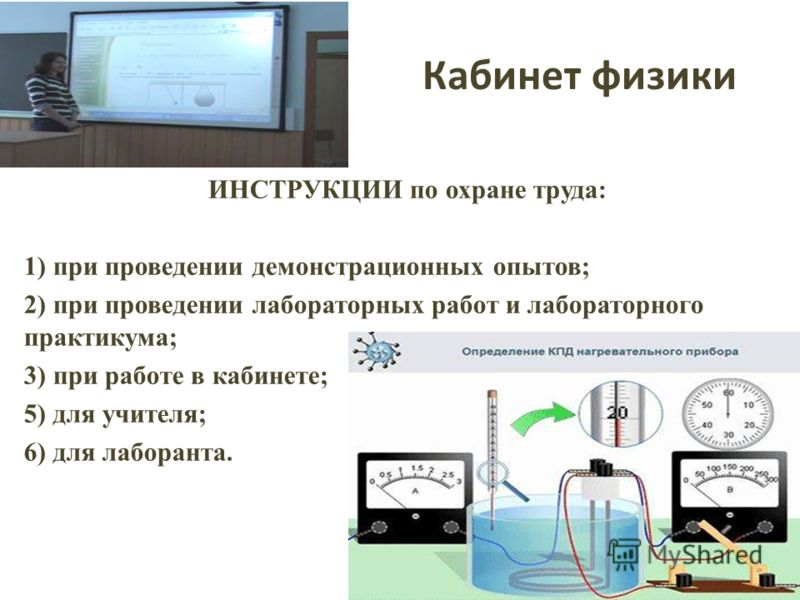 Кабинет физики
ИНСТРУКЦИИ по охране труда:
1) при проведении демонстрационных опытов;
2) при проведении лабораторных работ и лабораторного
практикума;
3) при работе в кабинете;
5) для учителя;
6) для лаборанта.
Определение КПД нагревательного прибора
20
60 10 20 30 40 50
0 0.5 1 1.5 2 2.5 3
A
0 50 100 150 200 250 300
В
MyShared